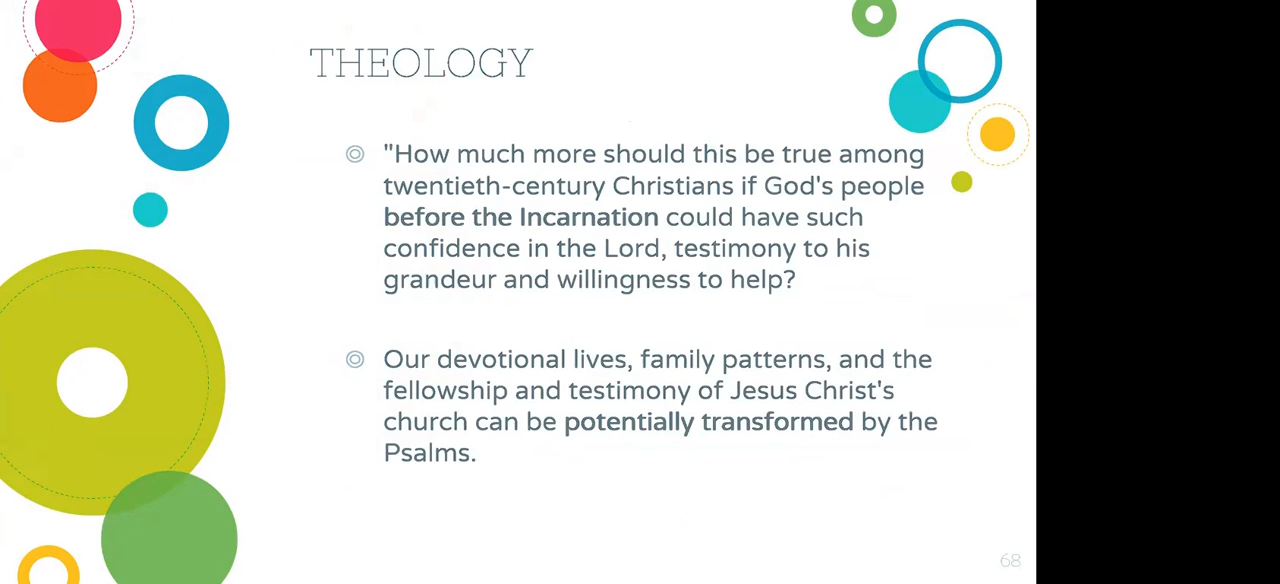 THEOLOGY
"How much more should this be true among
twentieth-century Christians if God's people
before the Incarnation could have such
confidence in the Lord, testimony to his
grandeur and willingness to help?
Our devotional lives, family patterns, and the
fellowship and testimony of Jesus Christ's
church can be potentially transformed by the
Psalms.
68